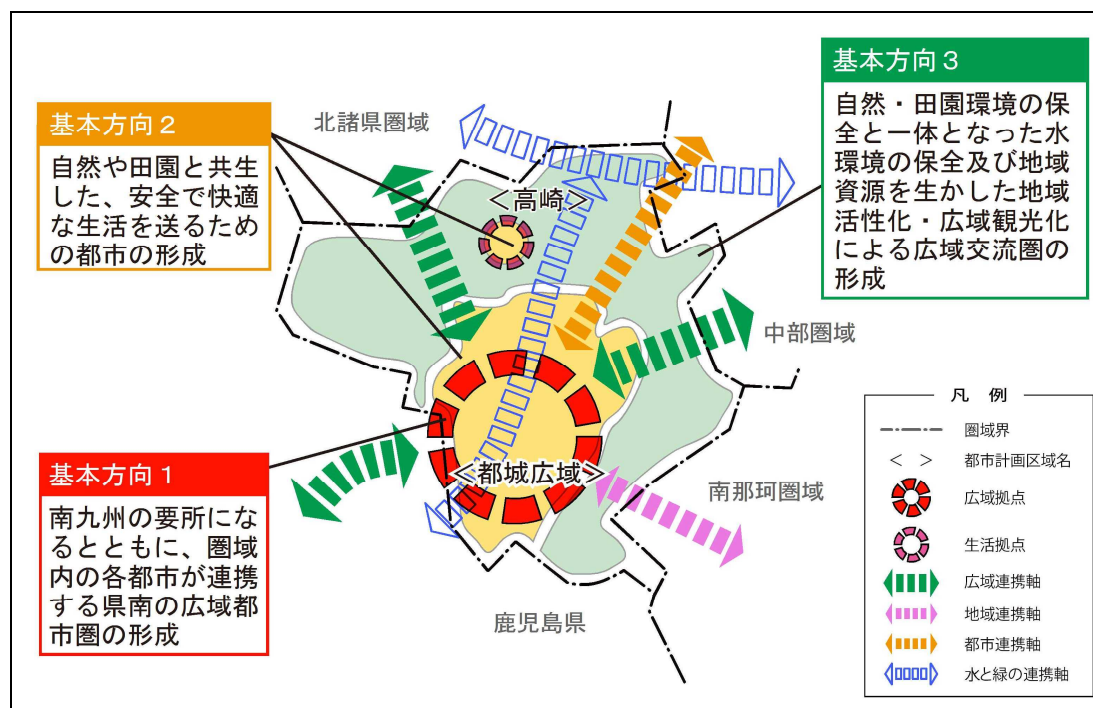 基本方向２
自然や田園と共生
した、安全で快適
な生活を送るため
の都市の形成
基本方向３
自然・田園環境の保
全と一体となった水
環境の保全及び地域
資源を生かした地域
活性化・広域観光化
による広域交流圏の
形成
基本方向１
南九州の要所にな
るとともに、圏域
内の各都市が連携
する県南の広域都
市圏の形成
北諸県圏域
＜高崎＞
中部圏域
＜都城広域＞
南那珂圏域
鹿児島県
凡 例
圏域界
＜ ＞ 都市計画区域名
広域拠点
生活拠点
広域連携軸
地域連携軸
都市連携軸
水と緑の連携軸